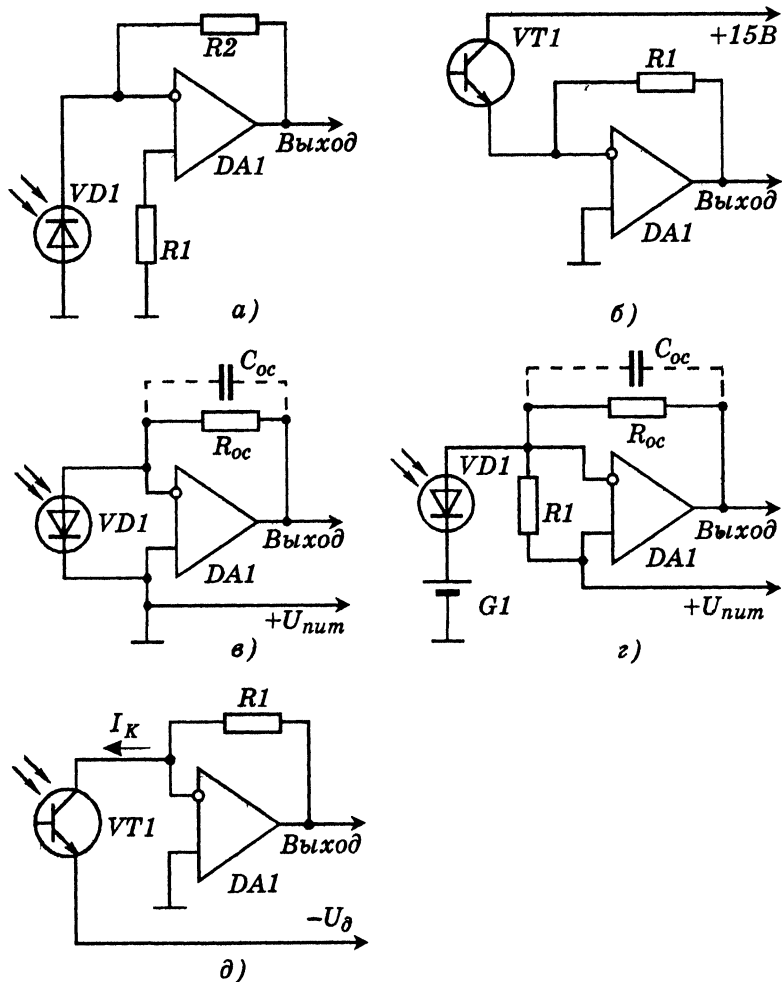 R2
VD1
DA1
Выход
R1
а)
VT1
+15В
R1
Выход
DA1
б)
Cос
Rос
VD1
Выход
DA1
+Uпит
в)
Cос
Rос
VD1
R1
Выход
DA1
G1
+Uпит
г)
R1
IК
VT1
Выход
DA1
-Uд
д)